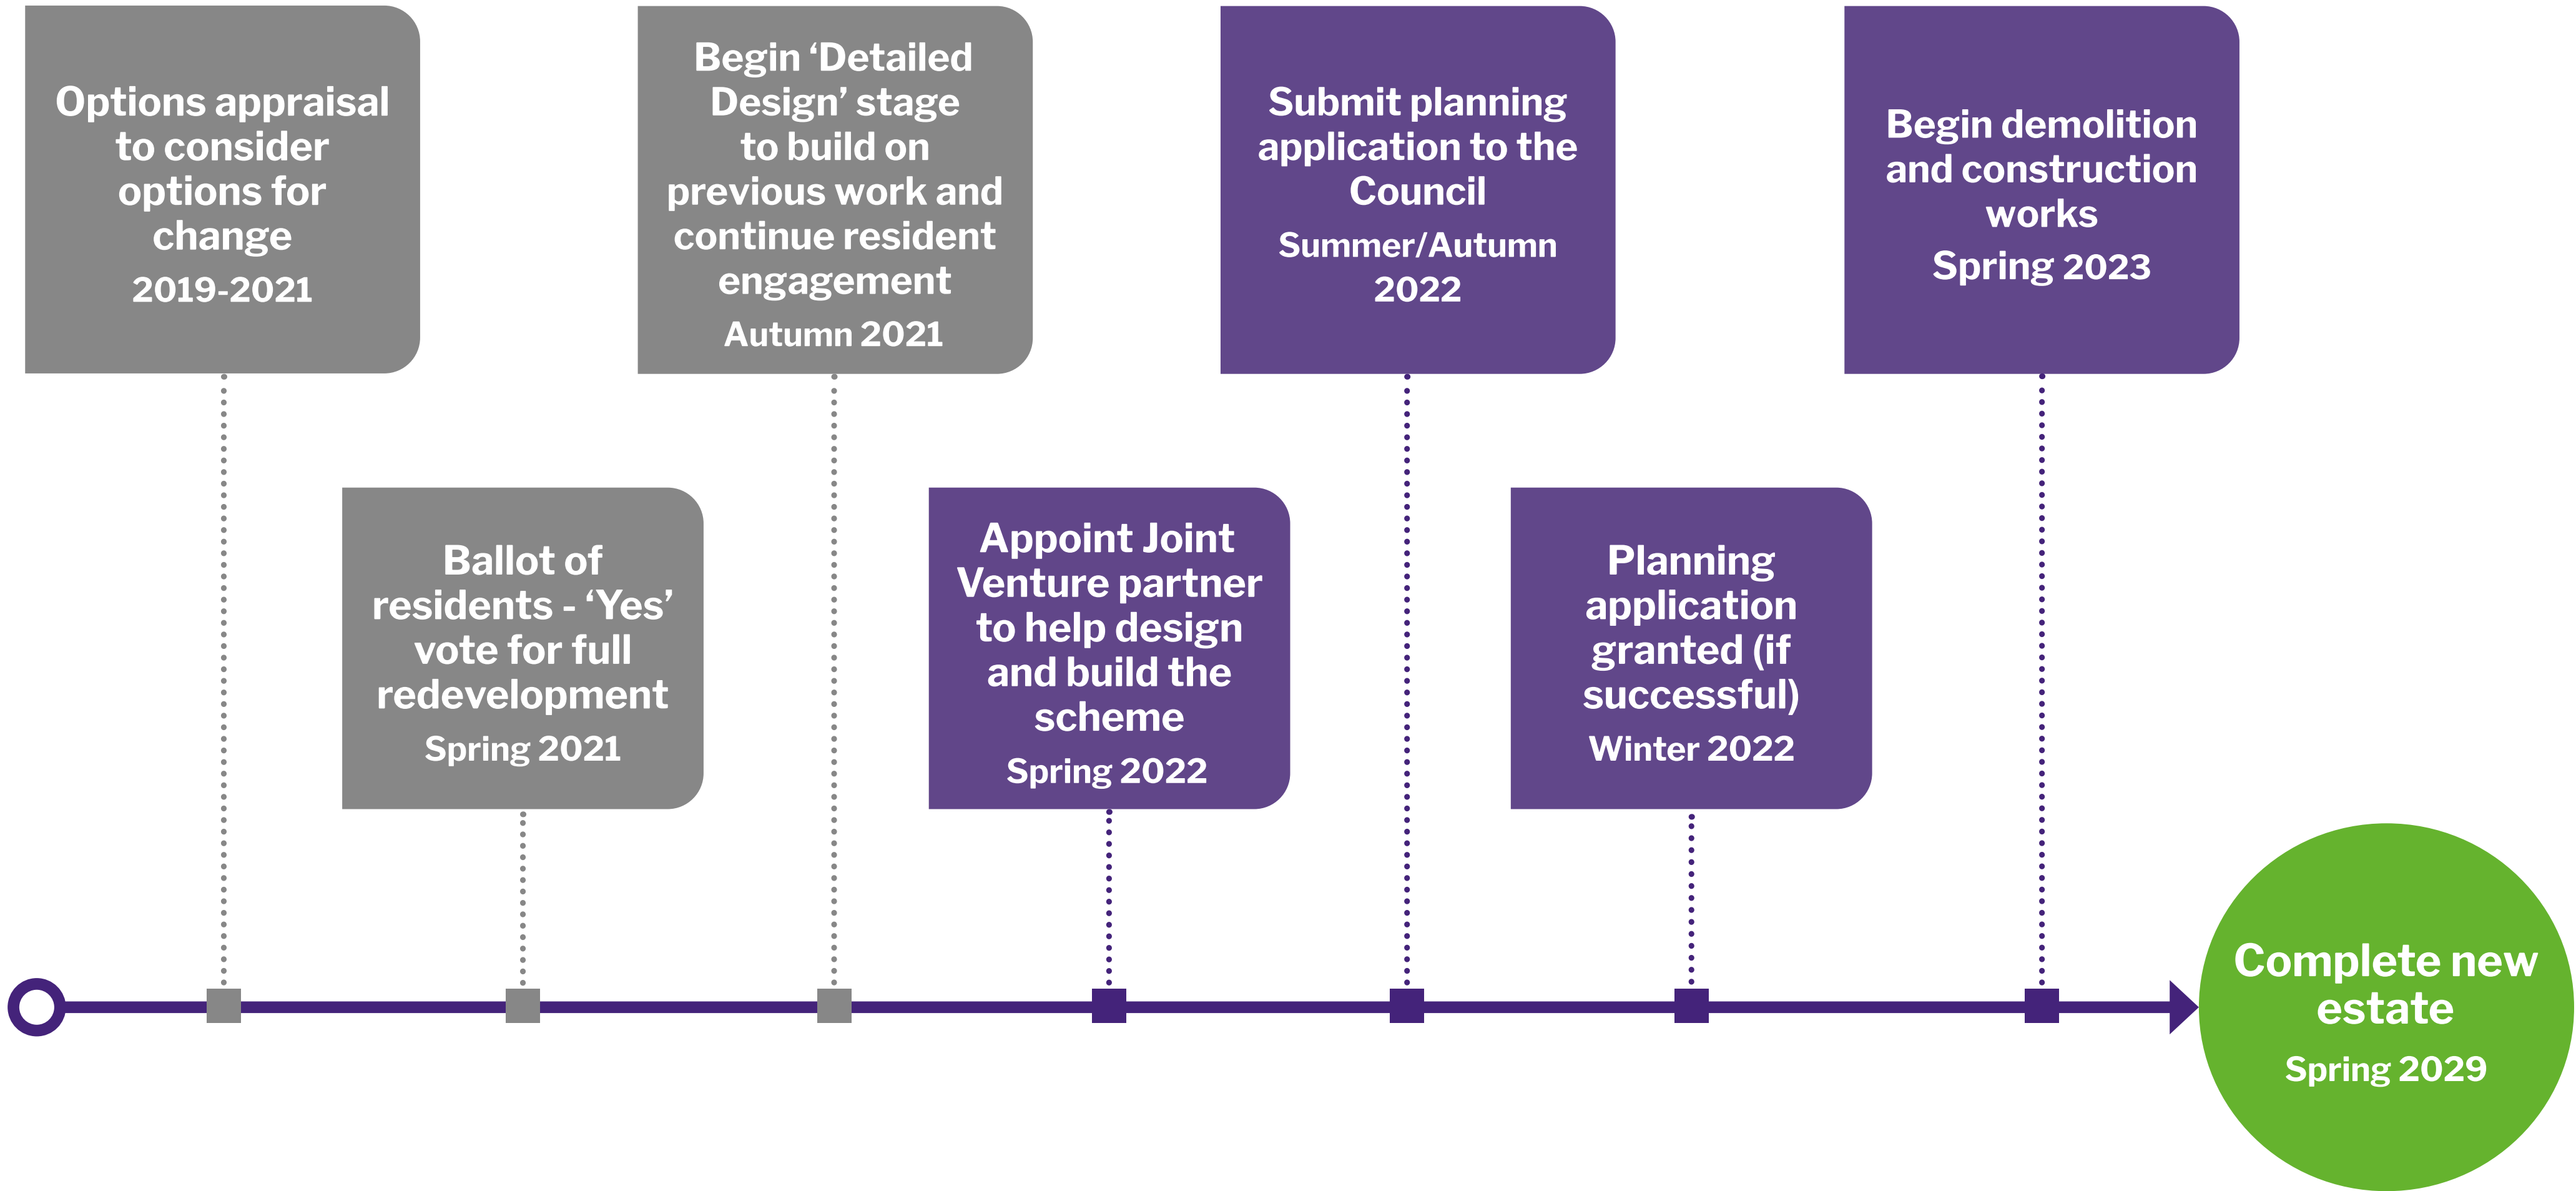 Options appraisal
to consider
options for
change
2019-2021
Ballot of
residents - ‘Yes’
vote for full
redevelopment
Spring 2021
Begin ‘Detailed
Design’ stage
to build on
previous work and
continue resident
engagement
Autumn 2021
Appoint Joint
Venture partner
to help design
and build the
scheme
Spring 2022
Submit planning
application to the
Council
Summer/Autumn
2022
Planning
application
granted (if
successful)
Winter 2022
Begin demolition
and construction
works
Spring 2023
Complete new
estate
Spring 2029